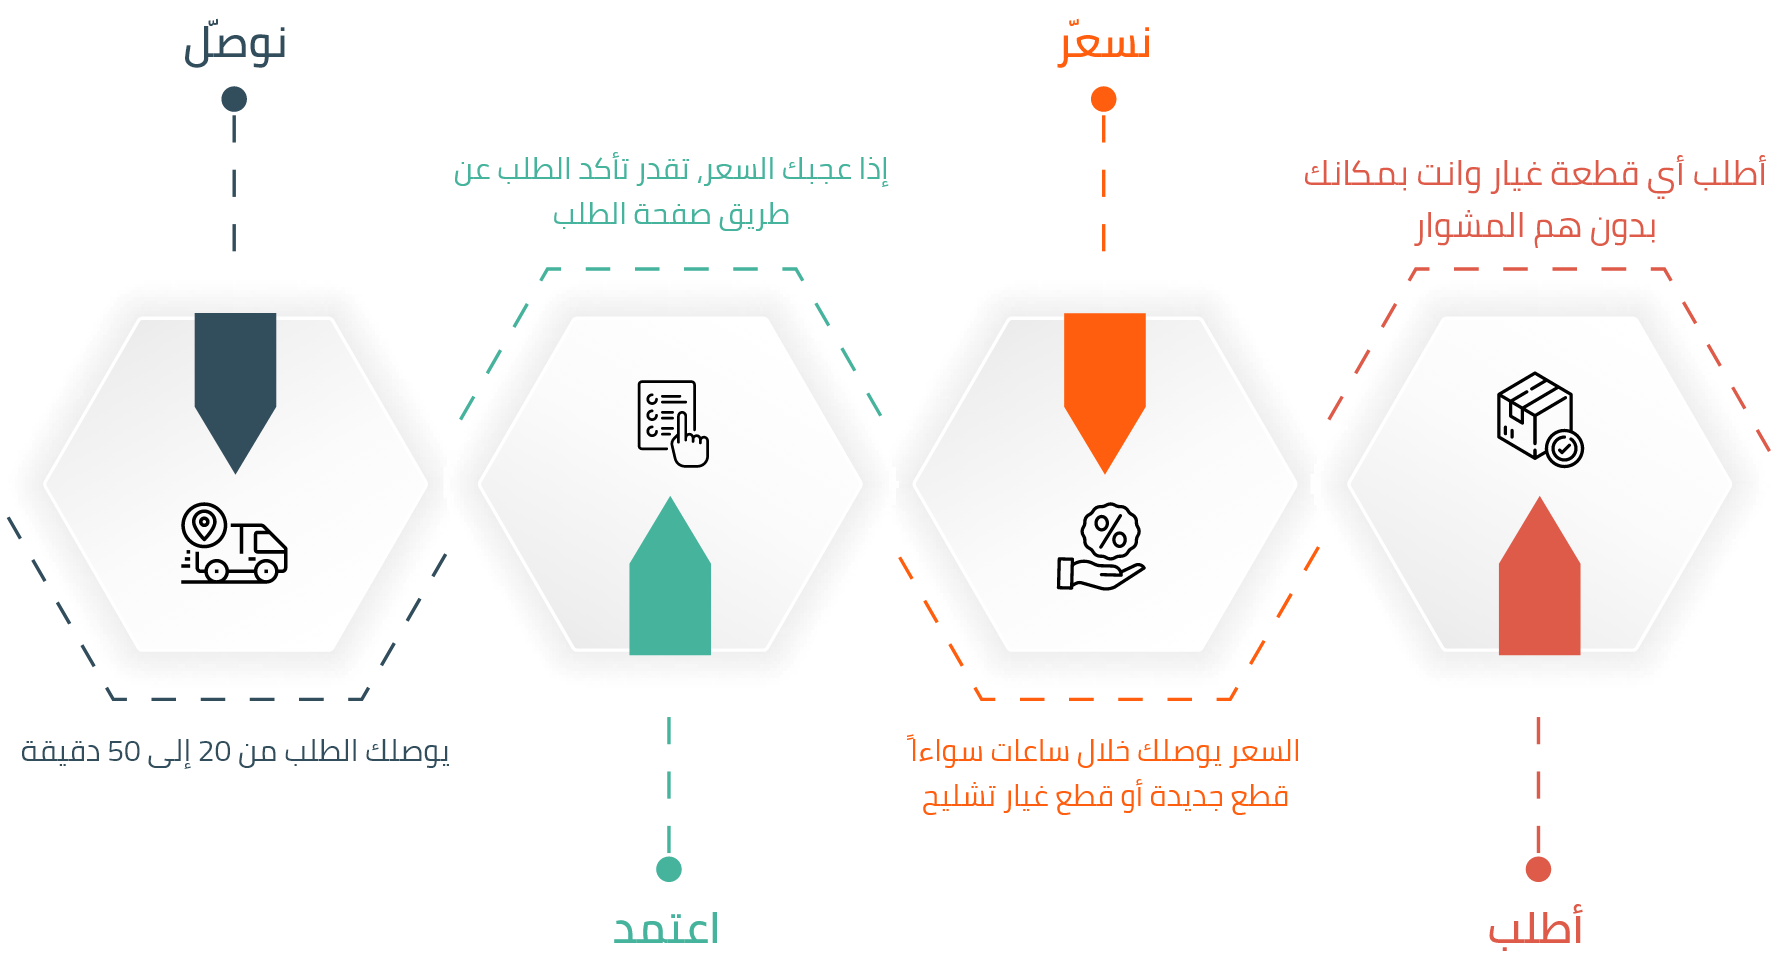 أطلب
أطلب أي قطعة غيار وانت بمكانك
بدون هم المشوار
نسعّر
السعر يوصلك خلال ساعات سواءاً
قطع جديدة أو قطع غيار تشليح
اعتمد
إذا عجبك السعر, تقدر تأكد الطلب عن
طريق صفحة الطلب
نوصّل
يوصلك الطلب من 20 إلى 50 دقيقة